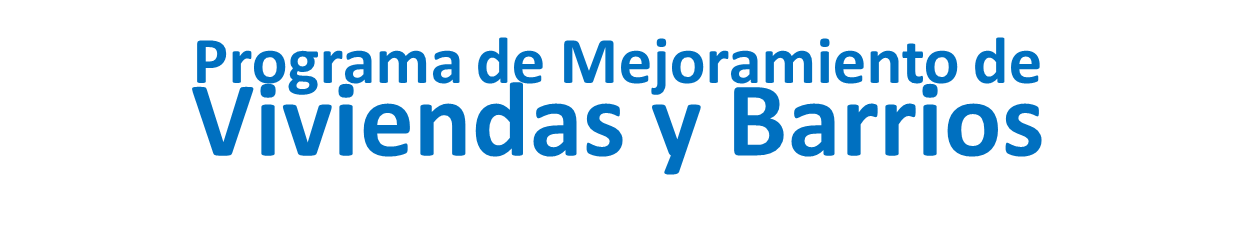 Programa de Mejoramiento de
Viviendas y Barrios